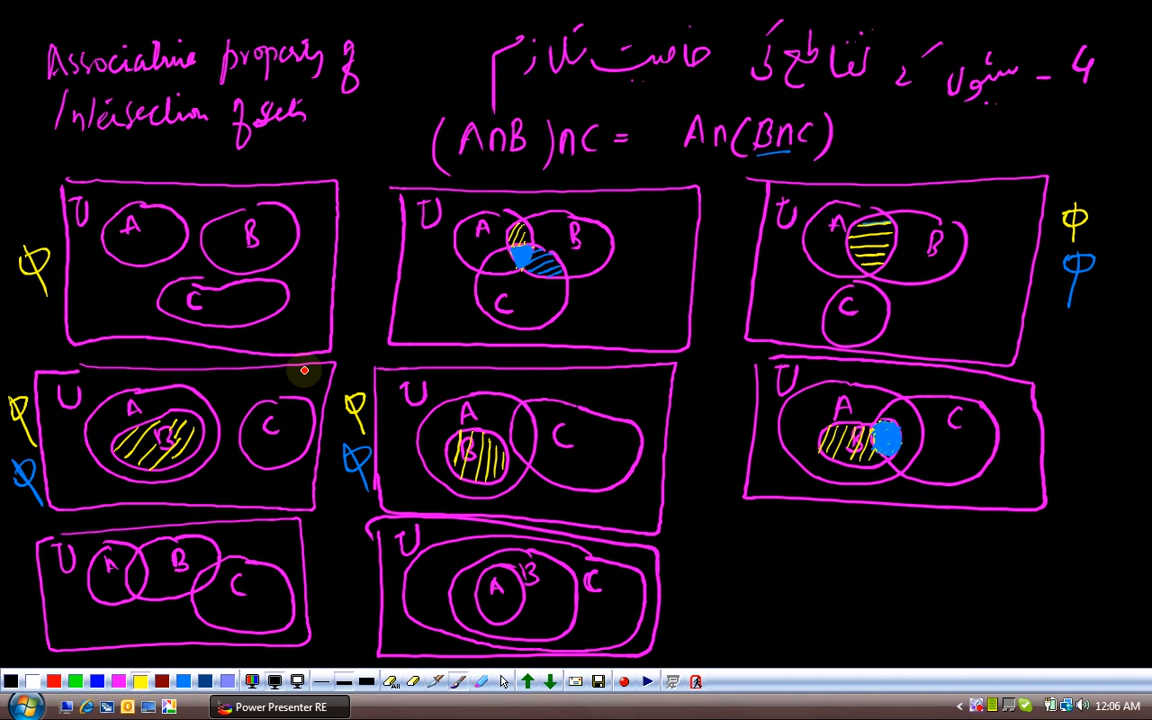 Associative property of
Intersection of sets
4 - سیٹوں کے تقاطع کی خاصیت تلازم
(A∩B)∩C = A∩(B∩C)
U A B C
φ
U A B C
U A B C
φ
φ
U A B C
φ
φ
U A B C
φ
φ
U A B C
U A B C
U A B C
Power Presenter RE
12:06 AM